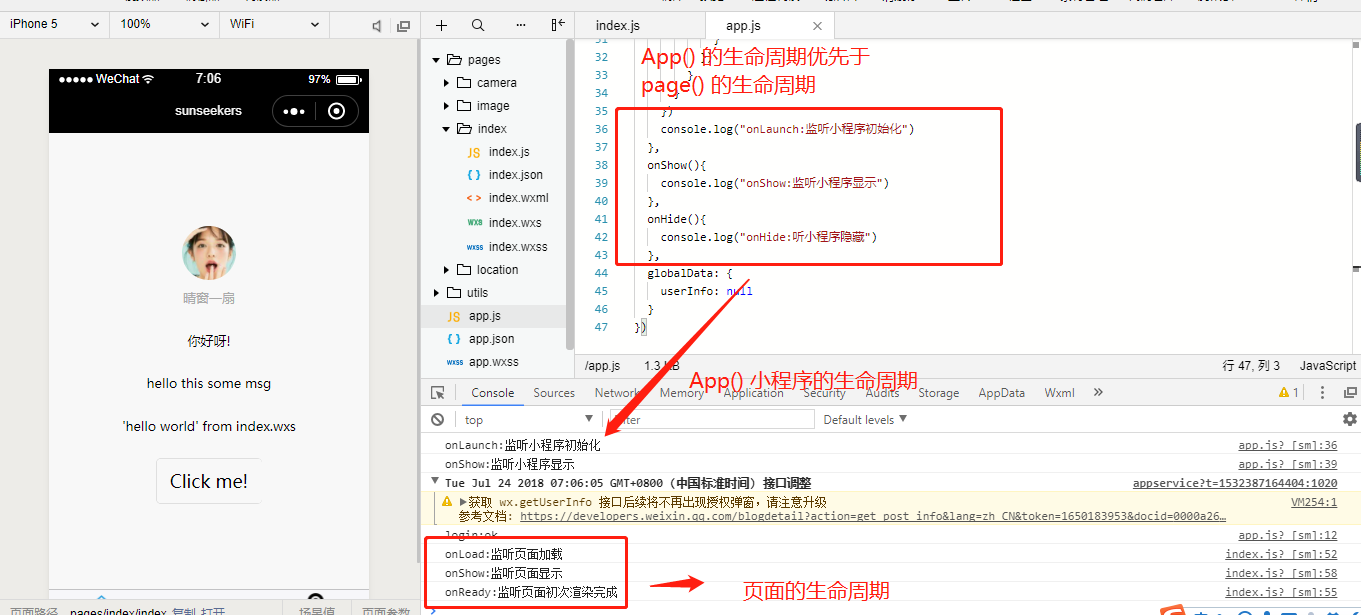 iPhone 5
100%
WiFi
index.js
app.js
WeChat
7:06
97%
sunseekers
晴窗一扇
你好呀!
hello this some msg
'hello world' from index.wxs
Click me!
pages
camera
image
index
JS index.js
{ } index.json
< > index.wxml
WXS index.wxs
wxss index.wxss
location
utils
JS app.js
{ } app.json
wxss app.wxss
App() 的生命周期优先于
page() 的生命周期
32 }
33 }
34 }
35 })
36 console.log("onLaunch:监听小程序初始化")
37 },
38 onShow(){
39 console.log("onShow:监听小程序显示")
40 },
41 onHide(){
42 console.log("onHide:听小程序隐藏")
43 },
44 globalData: {
45 userInfo: null
46 }
47 })
/app.js
行 47, 列 3
JavaScript
App() 小程序的生命周期
Console
Sources
Network
Memory
Application
Security
Audits
Storage
AppData
Wxml
»
1
top
Default levels
onLaunch:监听小程序初始化
app.js? [sm]:36
onShow:监听小程序显示
app.js? [sm]:39
Tue Jul 24 2018 07:06:05 GMT+0800 (中国标准时间) 接口调整
appservice?t=1532387164404:1020
获取 wx.getUserInfo 接口后续将不再出现授权弹窗，请注意升级
VM254:1
参考文档: https://developers.weixin.qq.com/blogdetail?action=get_post_info&lang=zh_CN&token=1650183953&docid=0000a26…
login:ok
app.js? [sm]:12
onLoad:监听页面加载
index.js? [sm]:52
onShow:监听页面显示
index.js? [sm]:58
onReady:监听页面初次渲染完成
index.js? [sm]:55
页面的生命周期
页面路径
pages/index/index
复制
打开
场景值
页面参数